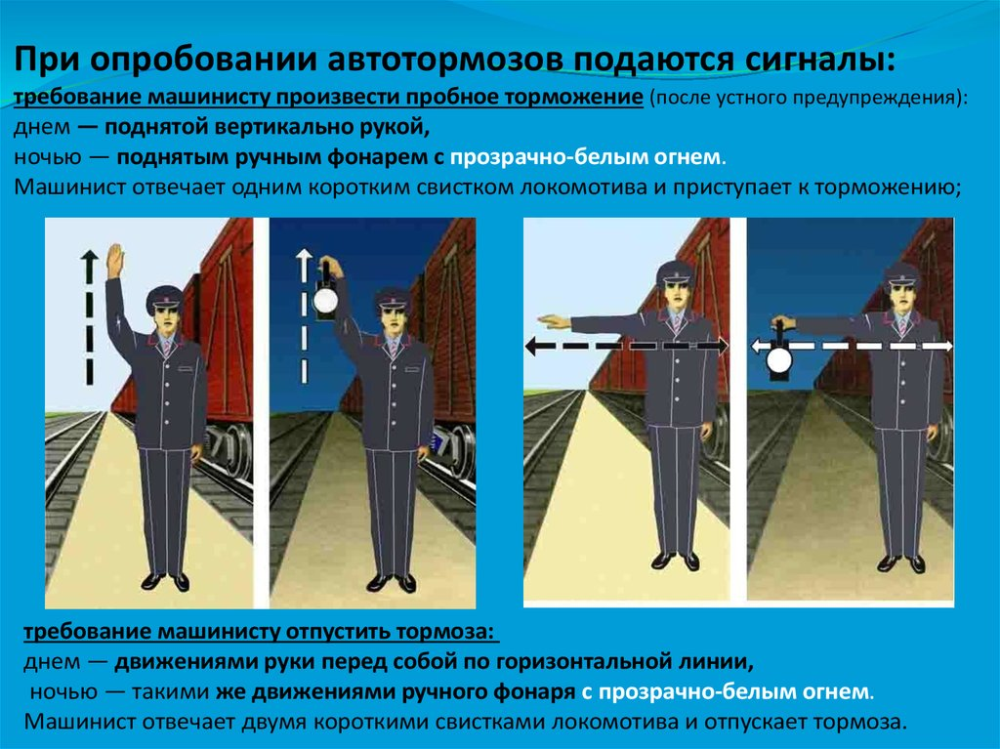 При опробовании автотормозов подаются сигналы:
требование машинисту произвести пробное торможение (после устного предупреждения):
днем — поднятой вертикально рукой,
ночью — поднятым ручным фонарем с прозрачно-белым огнем.
Машинист отвечает одним коротким свистком локомотива и приступает к торможению;
требование машинисту отпустить тормоза:
днем — движениями руки перед собой по горизонтальной линии,
ночью — такими же движениями ручного фонаря с прозрачно-белым огнем.
Машинист отвечает двумя короткими свистками локомотива и отпускает тормоза.